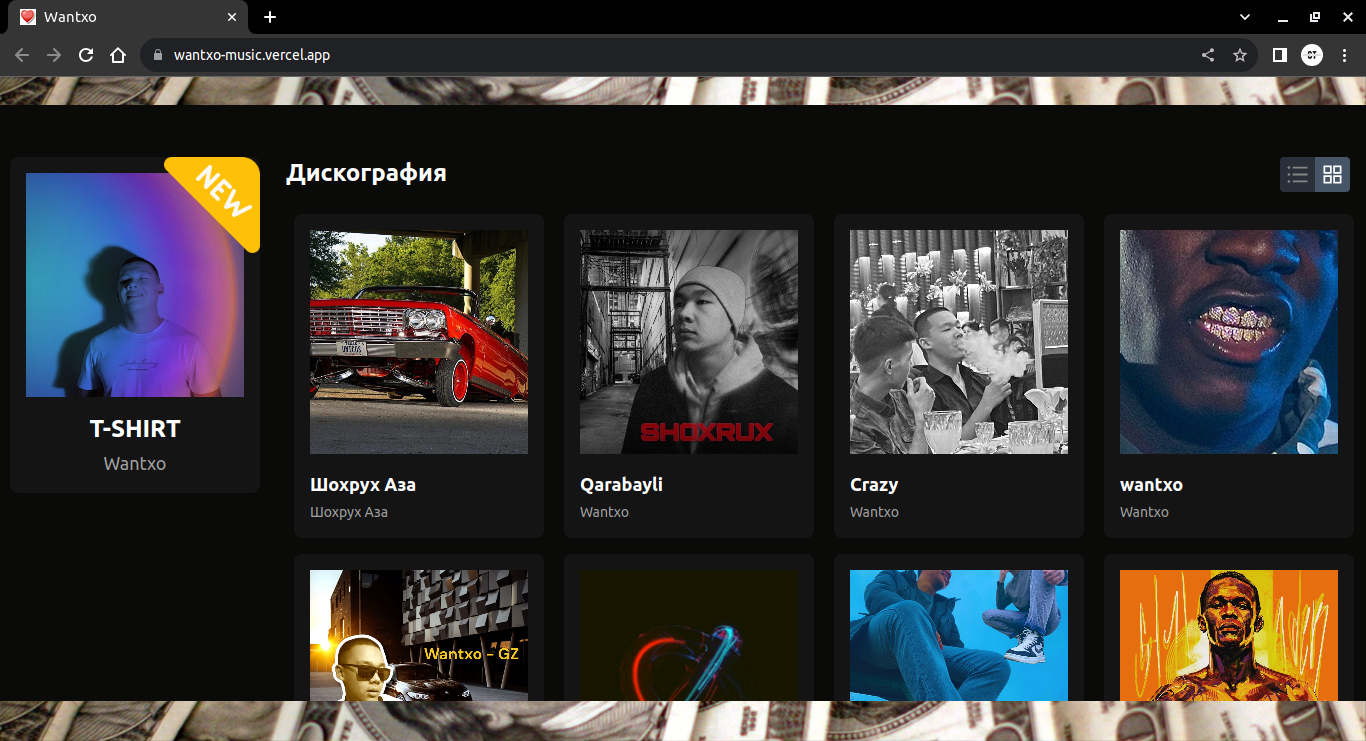 Wantxo
wantxo-music.vercel.app
NEW
T-SHIRT
Wantxo
Дискография
SHOXRUX
Шохрух Аза
Шохрух Аза
Qarabayli
Wantxo
Crazy
Wantxo
wantxo
Wantxo
Wantxo - GZ